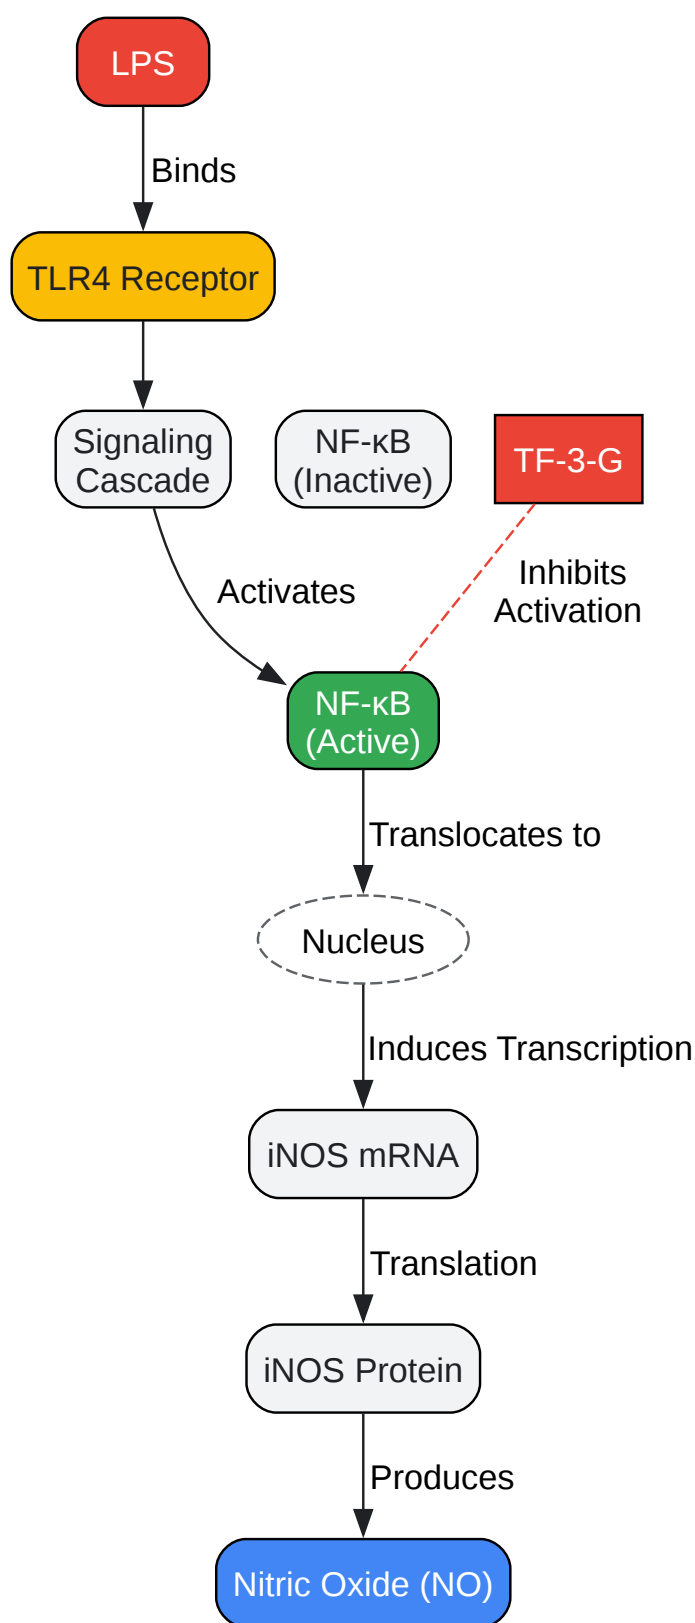 LPS
Binds
TLR4 Receptor
Signaling
Cascade
NF-κB
(Inactive)
TF-3-G
Activates
Inhibits
Activation
NF-κB
(Active)
Translocates to
Nucleus
Induces Transcription
iNOS mRNA
Translation
iNOS Protein
Produces
Nitric Oxide (NO)